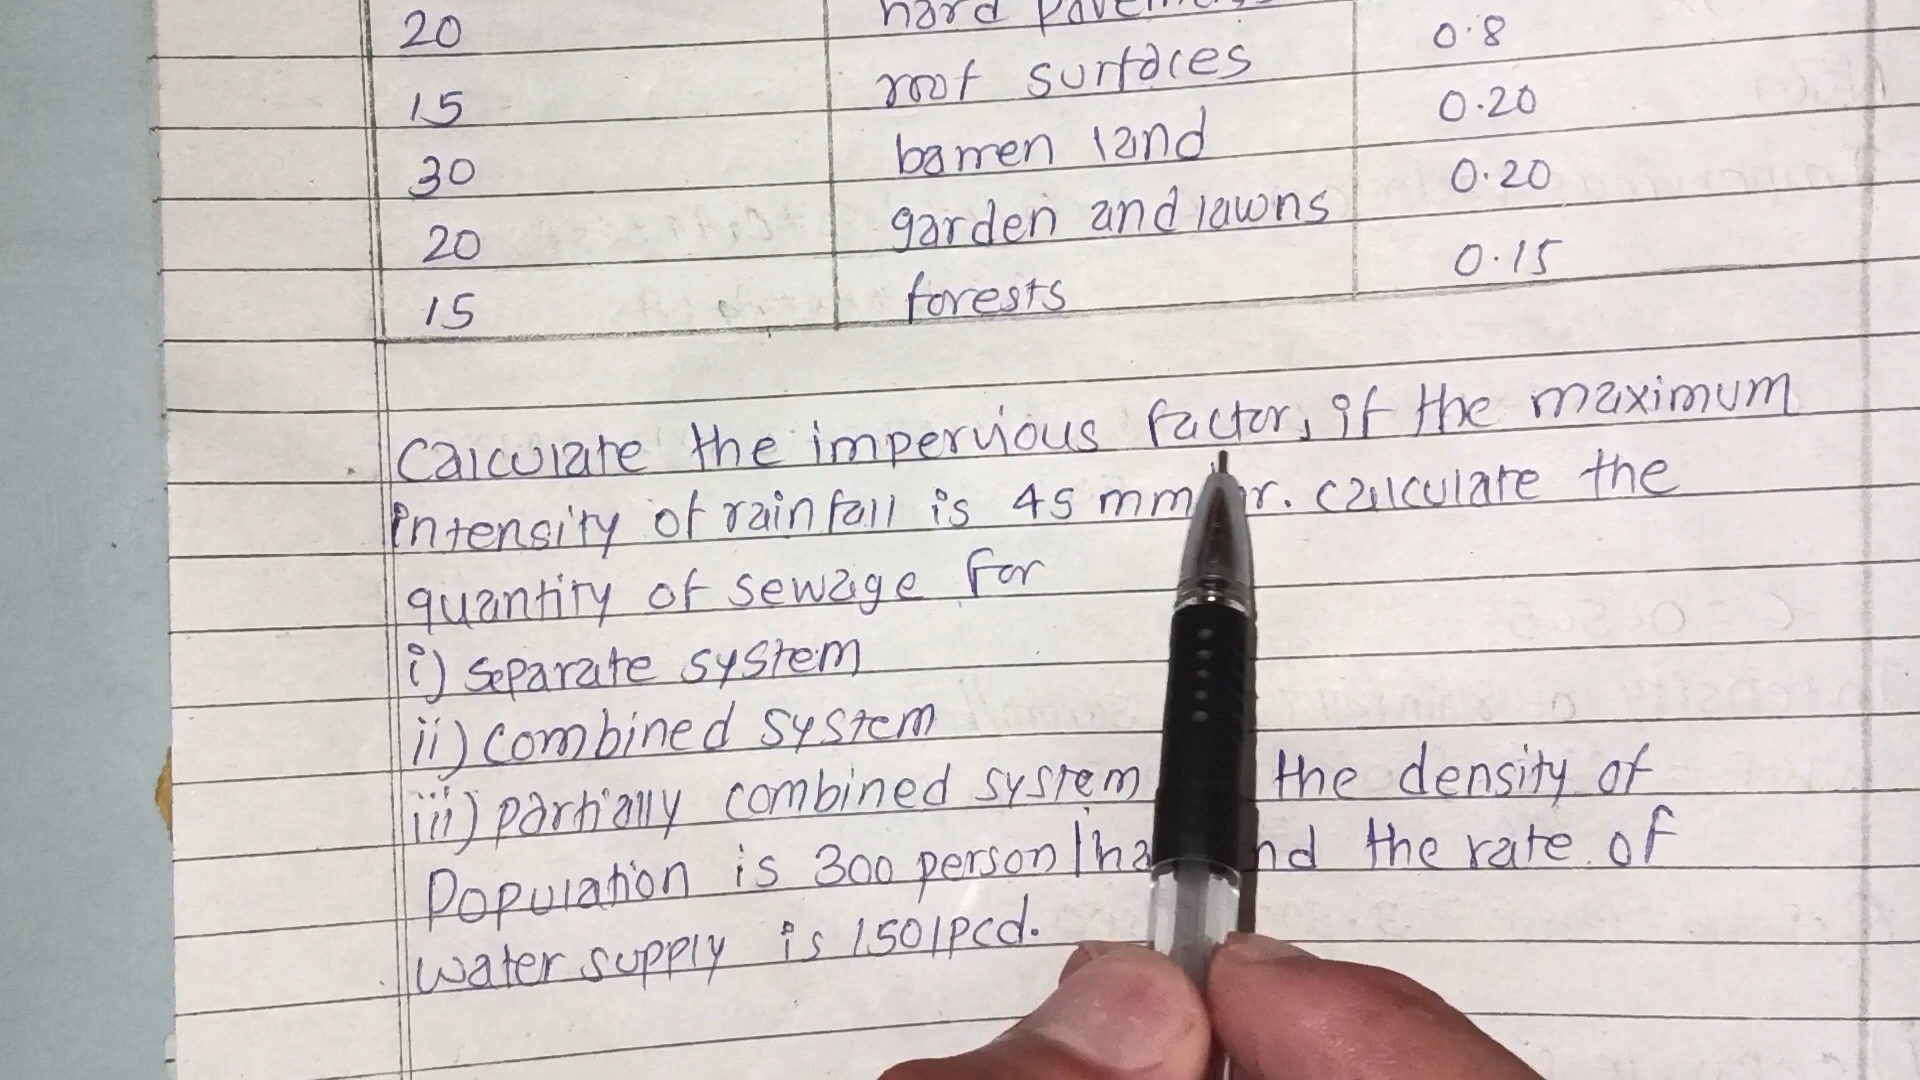 20 hard
15 roof surfaces 0.8
30 barren land 0.20
20 garden and lawns 0.20
15 forests 0.15
Calculate the impervious factor, if the maximum
intensity of rainfall is 45 mm r. calculate the
quantity of sewage for
i) separate system
ii) combined system
iii) partially combined system the density of
Population is 300 person/ha nd the rate of
water supply is 150 lpcd.